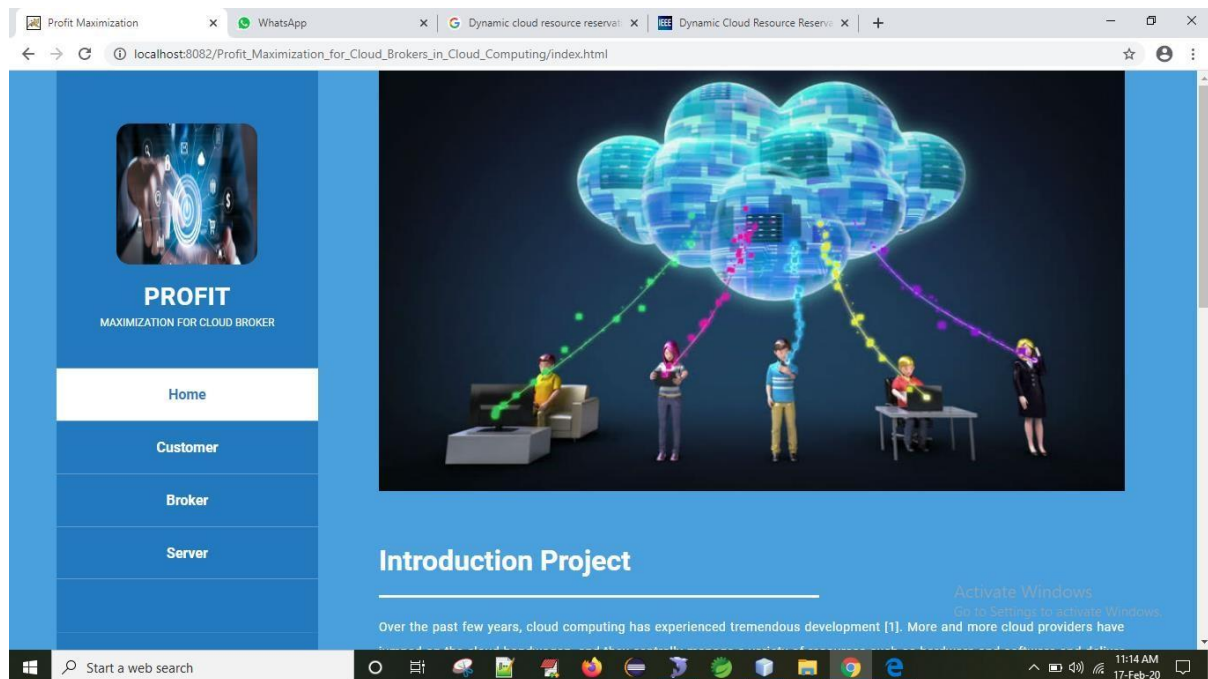 Profit Maximization
WhatsApp
Dynamic cloud resource reservati
Dynamic Cloud Resource Reserva
localhost:8082/Profit_Maximization_for_Cloud_Brokers_in_Cloud_Computing/index.html
PROFIT
MAXIMIZATION FOR CLOUD BROKER
Home
Customer
Broker
Server
Introduction Project
Over the past few years, cloud computing has experienced tremendous development [1]. More and more cloud providers have
Activate Windows
Go to Settings to activate Windows.
Start a web search
11:14 AM
17-Feb-20